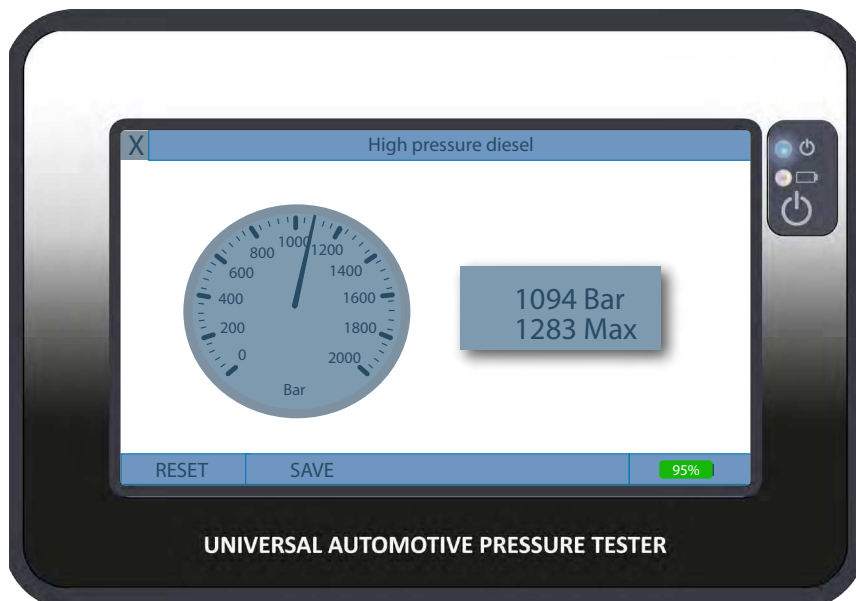 X
High pressure diesel
0
200
400
600
800
1000
1200
1400
1600
1800
2000
Bar
1094 Bar
1283 Max
RESET
SAVE
95%
UNIVERSAL AUTOMOTIVE PRESSURE TESTER